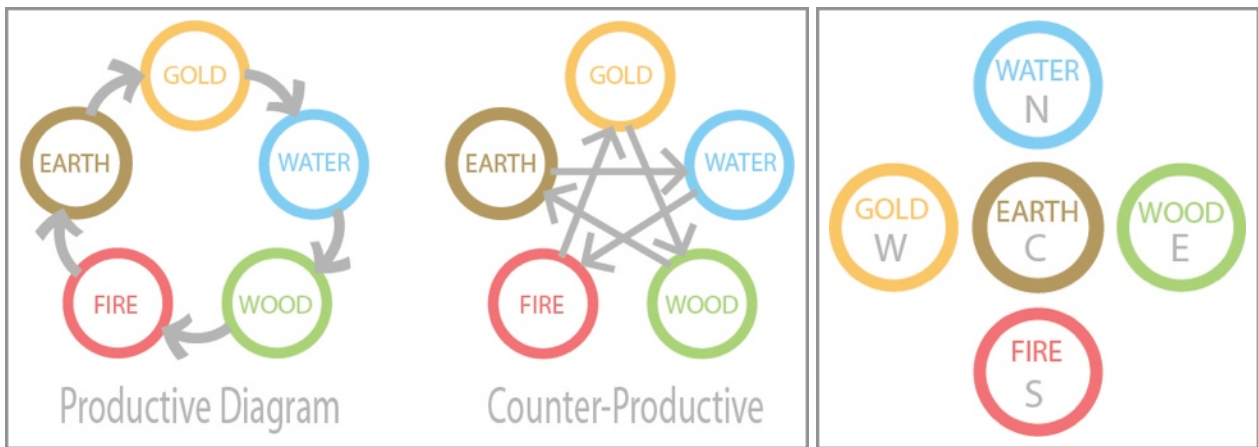 GOLD
WATER
WOOD
FIRE
EARTH
Productive Diagram
GOLD
WATER
WOOD
FIRE
EARTH
Counter-Productive
WATER
N
GOLD
W
EARTH
C
WOOD
E
FIRE
S